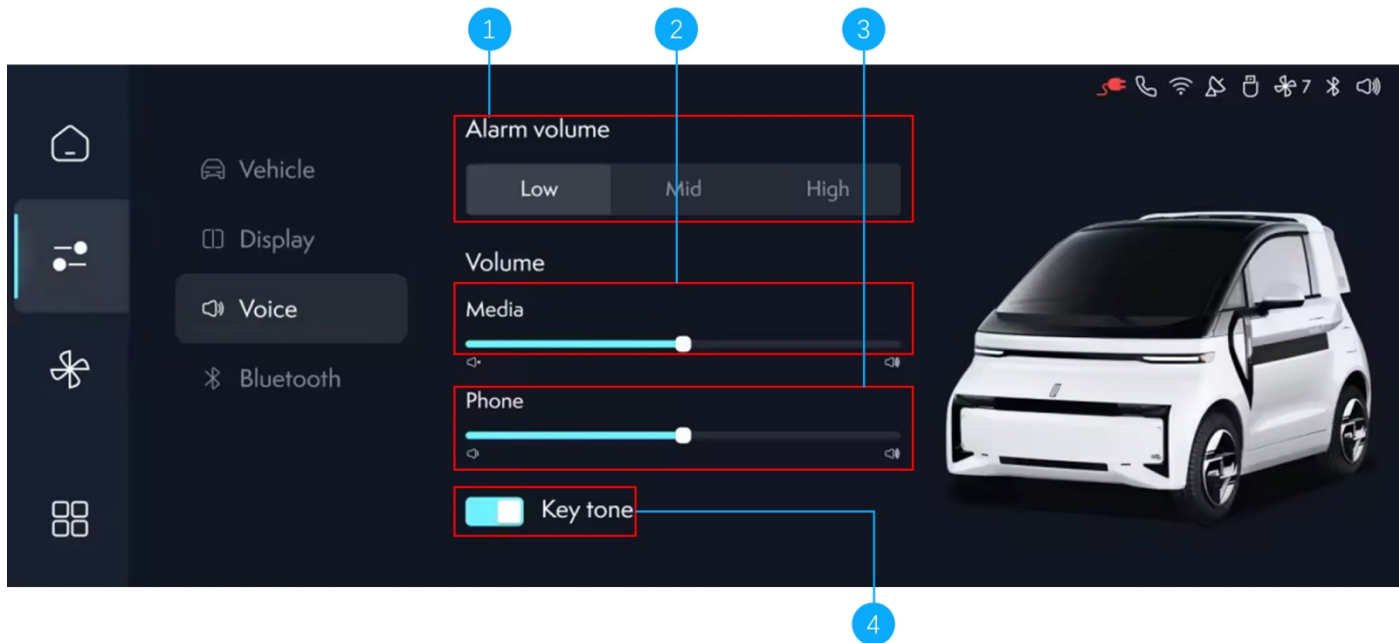 1
2
3
7
Vehicle
Display
Voice
Bluetooth
Alarm volume
Low Mid High
Volume
Media
Phone
Key tone
4